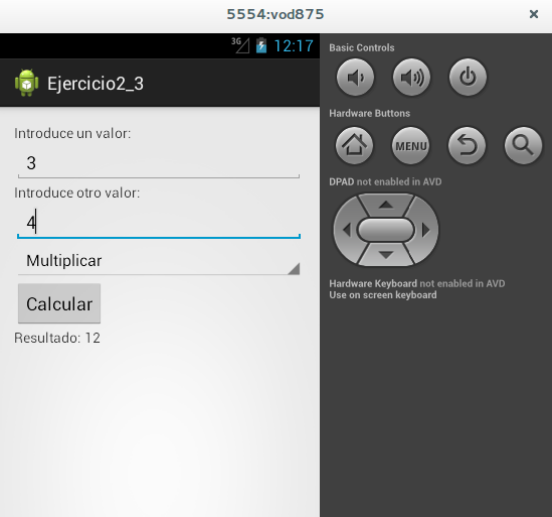 5554:vod875
3G 12:17
Ejercicio2_3
Introduce un valor:
3
Introduce otro valor:
4
Multiplicar
Calcular
Resultado: 12
Basic Controls
Hardware Buttons
MENU
DPAD not enabled in AVD
Hardware Keyboard not enabled in AVD
Use on screen keyboard